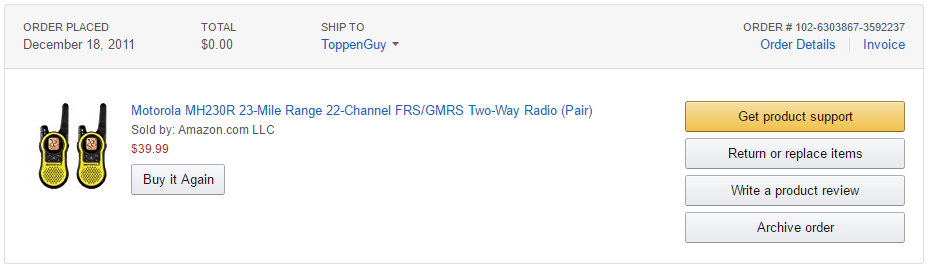 ORDER PLACED
December 18, 2011
TOTAL
$0.00
SHIP TO
ToppenGuy
ORDER # 102-6303867-3592237
Order Details
Invoice
Motorola MH230R 23-Mile Range 22-Channel FRS/GMRS Two-Way Radio (Pair)
Sold by: Amazon.com LLC
$39.99
Buy it Again
Get product support
Return or replace items
Write a product review
Archive order